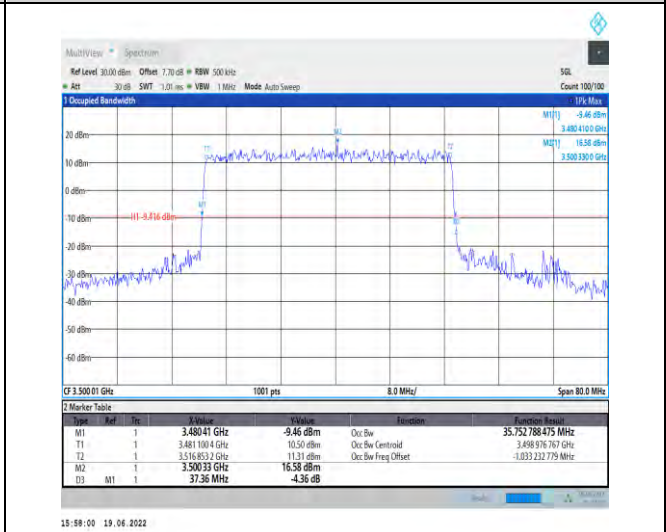 MultiView Spectrum
Ref Level 30.00 dBm Offset 7.70 dB RBW 500 kHz SGL
Att 30 dB SWT 1.01 ms VBW 1 MHz Mode Auto Sweep Count 100/100
1 Occupied Bandwidth 1Pk Max
M1[1] -9.46 dBm
3.480 410 0 GHz
M2[1] 16.58 dBm
3.500 330 0 GHz
20 dBm
10 dBm
0 dBm
-10 dBm
-20 dBm
-30 dBm
-40 dBm
-50 dBm
-60 dBm
H1 -9.416 dBm
T1
M2
T2
M1
CF 3.500 01 GHz 1001 pts 8.0 MHz/ Span 80.0 MHz
2 Marker Table
Type Ref Trc X-Value Y-Value Function Function Result
M1 1 3.480 41 GHz -9.46 dBm Occ Bw 35.752 788 475 MHz
T1 1 3.481 100 4 GHz 10.50 dBm Occ Bw Centroid 3.498 976 767 GHz
T2 1 3.516 853 2 GHz 11.31 dBm Occ Bw Freq Offset -1.033 232 779 MHz
M2 1 3.500 33 GHz 16.58 dBm
D3 M1 1 37.36 MHz -4.36 dB
15:58:00 19.06.2022